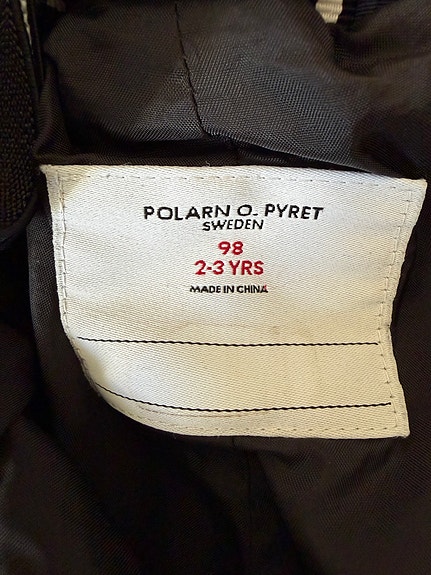 POLARN O. PYRET
SWEDEN
98
2-3 YRS
MADE IN CHINA